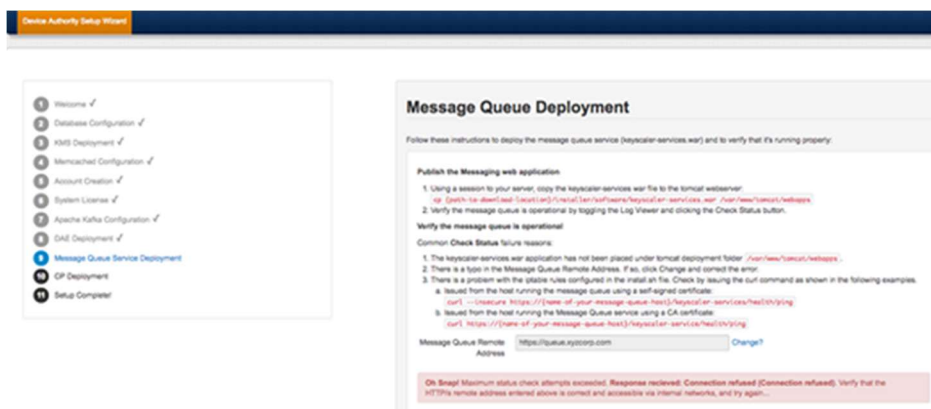 Device Authority Setup Wizard
1 Welcome ✓
2 Database Configuration ✓
3 KMS Deployment ✓
4 Memcached Configuration ✓
5 Account Creation ✓
6 System License ✓
7 Apache Kafka Configuration ✓
8 DAE Deployment ✓
9 Message Queue Service Deployment
10 CP Deployment
11 Setup Complete!
Message Queue Deployment
Follow these instructions to deploy the message queue service (keyscaler-services.war) and to verify that it's running properly:
Publish the Messaging web application
1. Using a session to your server, copy the keyscaler-services war file to the tomcat webserver:
cp {path-to-download-location}/installer/software/keyscaler-services.war /var/www/tomcat/webapps
2. Verify the message queue is operational by toggling the Log Viewer and clicking the Check Status button.
Verify the message queue is operational
Common Check Status failure reasons:
1. The keyscaler-services.war application has not been placed under tomcat deployment folder /var/www/tomcat/webapps .
2. There is a typo in the Message Queue Remote Address. If so, click Change and correct the error.
3. There is a problem with the iptable rules configured in the install.sh file. Check by issuing the curl command as shown in the following examples.
a. Issued from the host running the message queue using a self-signed certificate:
curl --insecure https://{name-of-your-message-queue-host}/keyscaler-services/health/ping
b. Issued from the host running the Message Queue service using a CA certificate:
curl https://{name-of-your-message-queue-host}/keyscaler-service/health/ping
Message Queue Remote Address https://queue.xyzcorp.com Change?
Oh Snap! Maximum status check attempts exceeded. Response recieved: Connection refused (Connection refused). Verify that the
HTTPs remote address entered above is correct and accessible via internal networks, and try again...